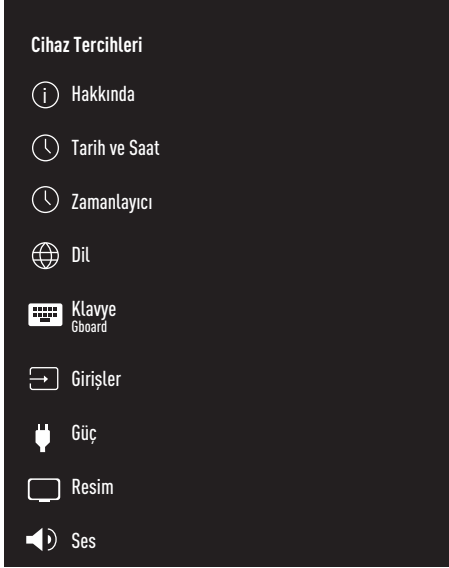 Cihaz Tercihleri
Hakkında
Tarih ve Saat
Zamanlayıcı
Dil
Klavye
Gboard
Girişler
Güç
Resim
Ses